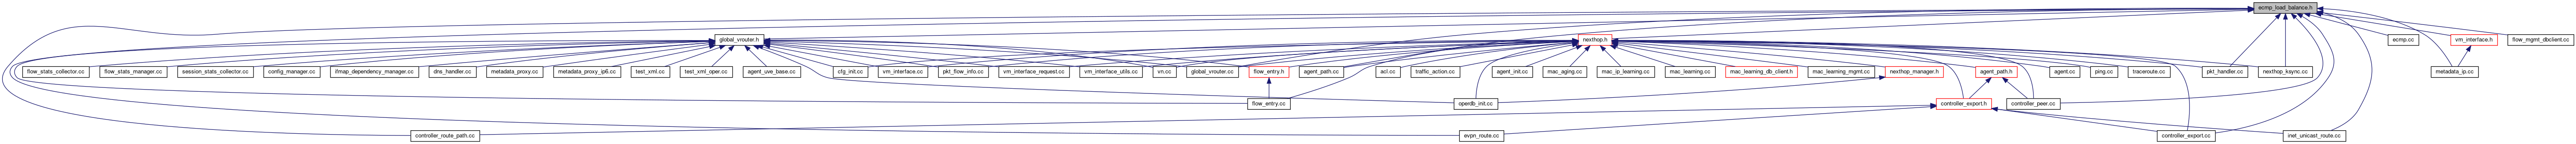 ecmp_load_balance.h
global_vrouter.h
nexthop.h
ecmp.cc
vm_interface.h
flow_mgmt_dbclient.cc
flow_stats_collector.cc
flow_stats_manager.cc
session_stats_collector.cc
config_manager.cc
ifmap_dependency_manager.cc
dns_handler.cc
metadata_proxy.cc
metadata_proxy_ip6.cc
test_xml.cc
test_xml_oper.cc
agent_uve_base.cc
cfg_init.cc
vm_interface.cc
pkt_flow_info.cc
vm_interface_request.cc
vm_interface_utils.cc
vn.cc
global_vrouter.cc
flow_entry.h
agent_path.cc
acl.cc
traffic_action.cc
agent_init.cc
mac_aging.cc
mac_ip_learning.cc
mac_learning.cc
mac_learning_db_client.h
mac_learning_mgmt.cc
nexthop_manager.h
agent_path.h
agent.cc
ping.cc
traceroute.cc
pkt_handler.cc
nexthop_ksync.cc
metadata_ip.cc
flow_entry.cc
operdb_init.cc
controller_export.h
controller_peer.cc
controller_route_path.cc
evpn_route.cc
controller_export.cc
inet_unicast_route.cc